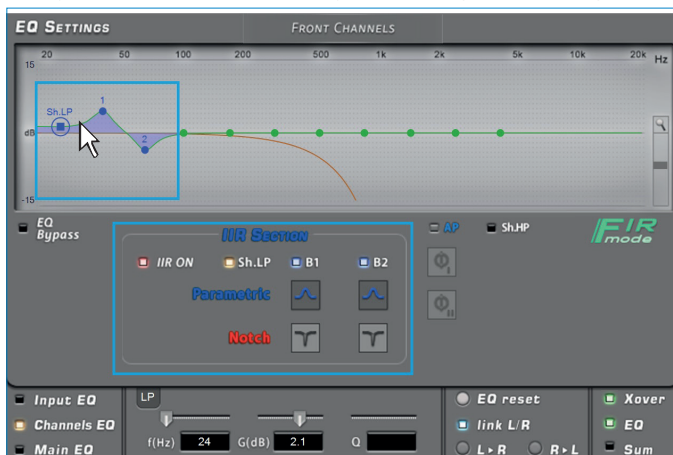 EQ Settings Front Channels
20 50 100 200 500 1k 2k 5k 10k 20k Hz
15
1
Sh.LP
dB
2
-15
EQ Bypass
IIR Section
AP Sh.HP
FIR mode
IIR ON Sh.LP B1 B2
Parametric
Φ I
Notch
Φ II
Input EQ
LP
EQ reset
Xover
Channels EQ
link L/R
EQ
f(Hz) 24 G(dB) 2.1 Q
Main EQ
L▸R R▸L
Sum